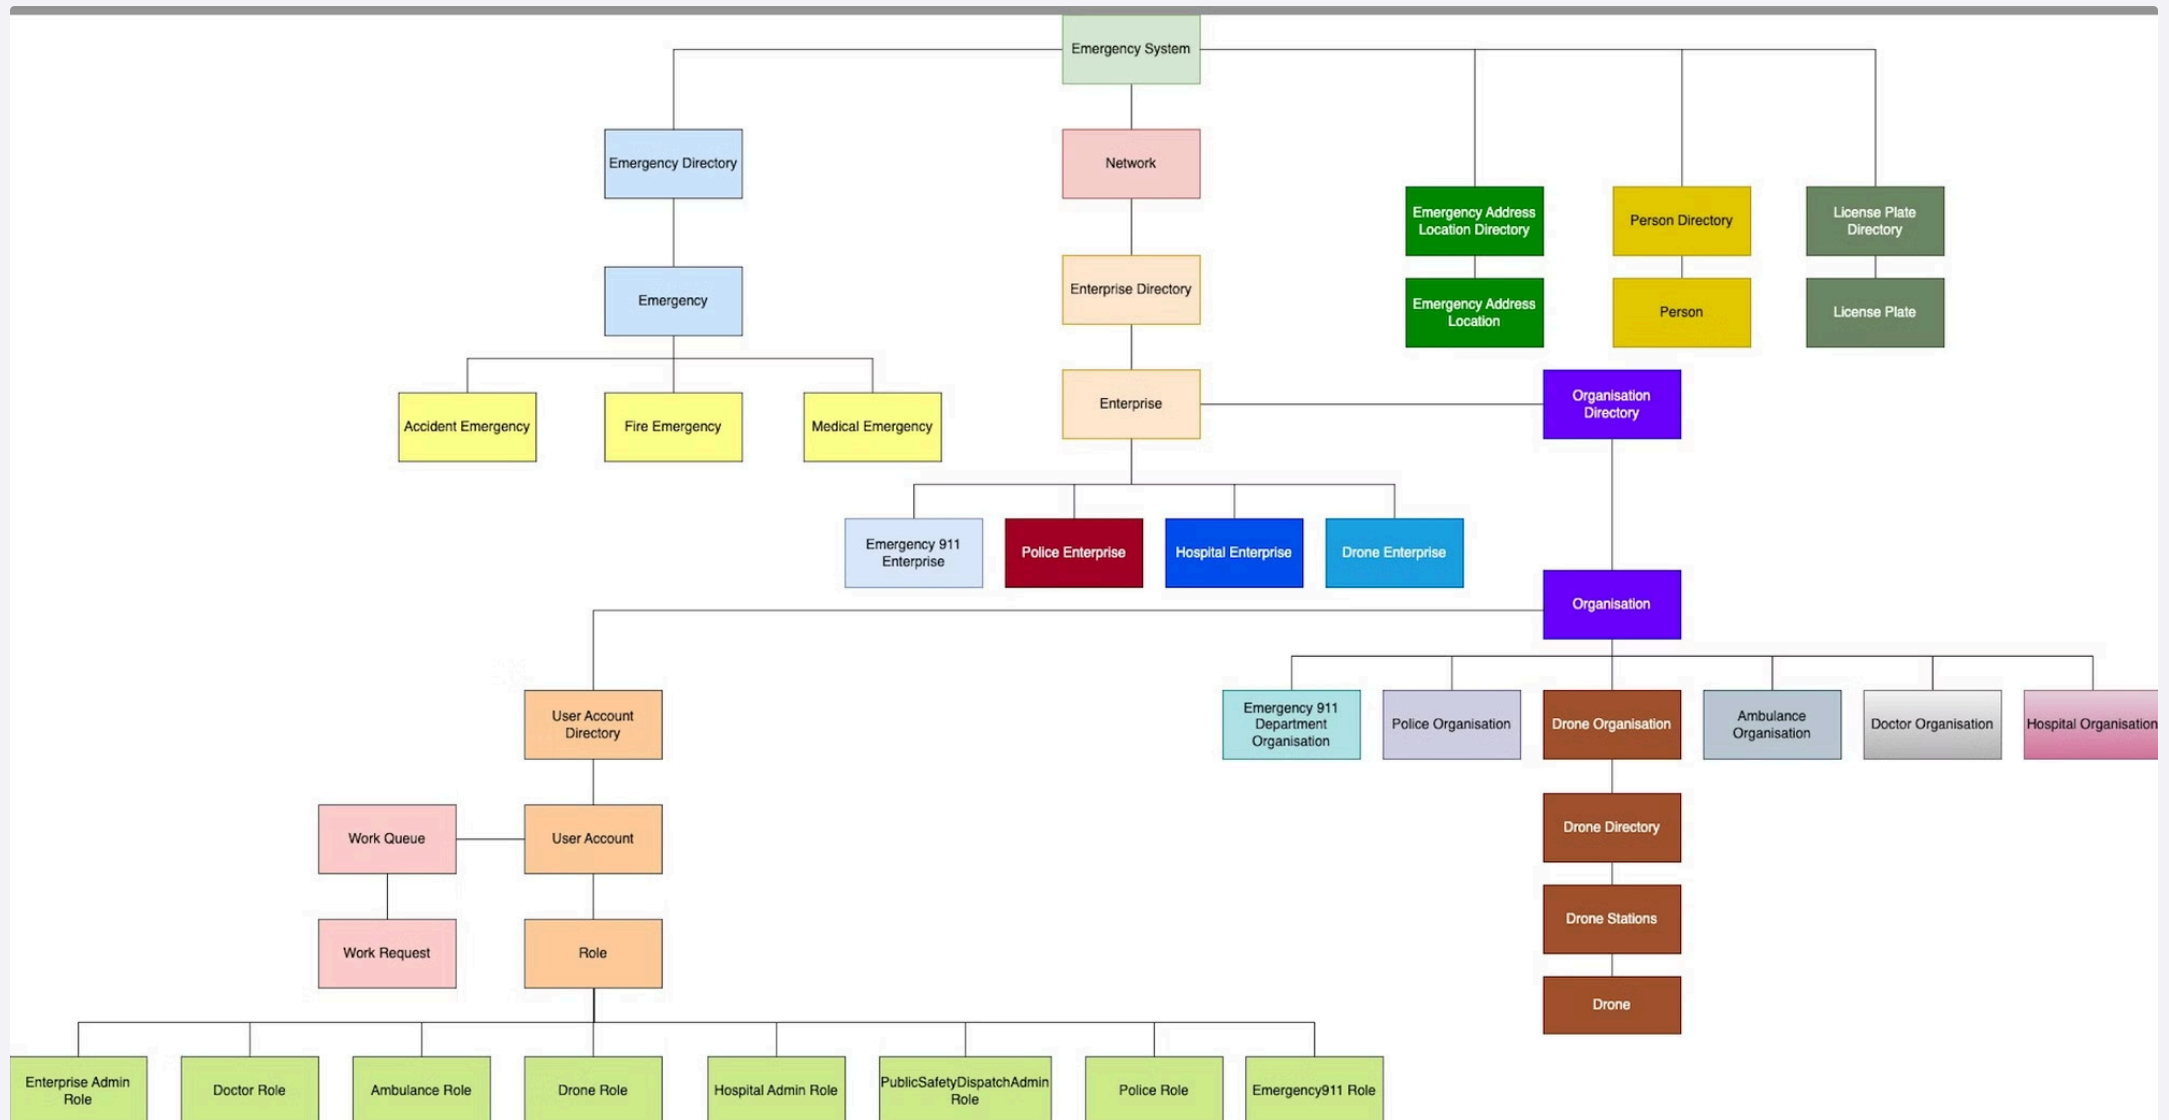 Emergency System
Emergency Directory
Network
Emergency Address
Location Directory
Person Directory
License Plate
Directory
Emergency
Enterprise Directory
Emergency Address
Location
Person
License Plate
Accident Emergency
Fire Emergency
Medical Emergency
Enterprise
Organisation
Directory
Emergency 911
Enterprise
Police Enterprise
Hospital Enterprise
Drone Enterprise
Organisation
User Account
Directory
Emergency 911
Department
Organisation
Police Organisation
Drone Organisation
Ambulance
Organisation
Doctor Organisation
Hospital Organisation
Work Queue
User Account
Drone Directory
Work Request
Role
Drone Stations
Drone
Enterprise Admin
Role
Doctor Role
Ambulance Role
Drone Role
Hospital Admin Role
PublicSafetyDispatchAdmin
Role
Police Role
Emergency911 Role